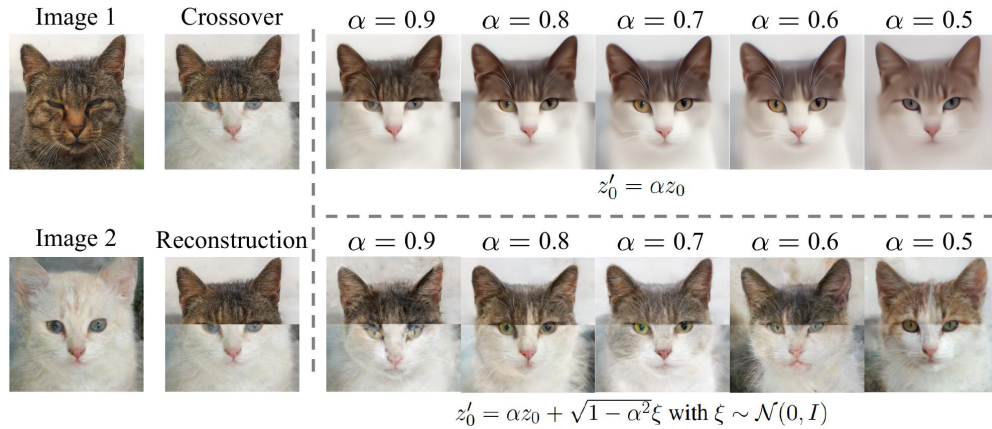 Image 1 Crossover α = 0.9 α = 0.8 α = 0.7 α = 0.6 α = 0.5
z′₀ = αz₀
Image 2 Reconstruction α = 0.9 α = 0.8 α = 0.7 α = 0.6 α = 0.5
z′₀ = αz₀ + √(1 − α²)ξ with ξ ∼ 𝒩(0, I)